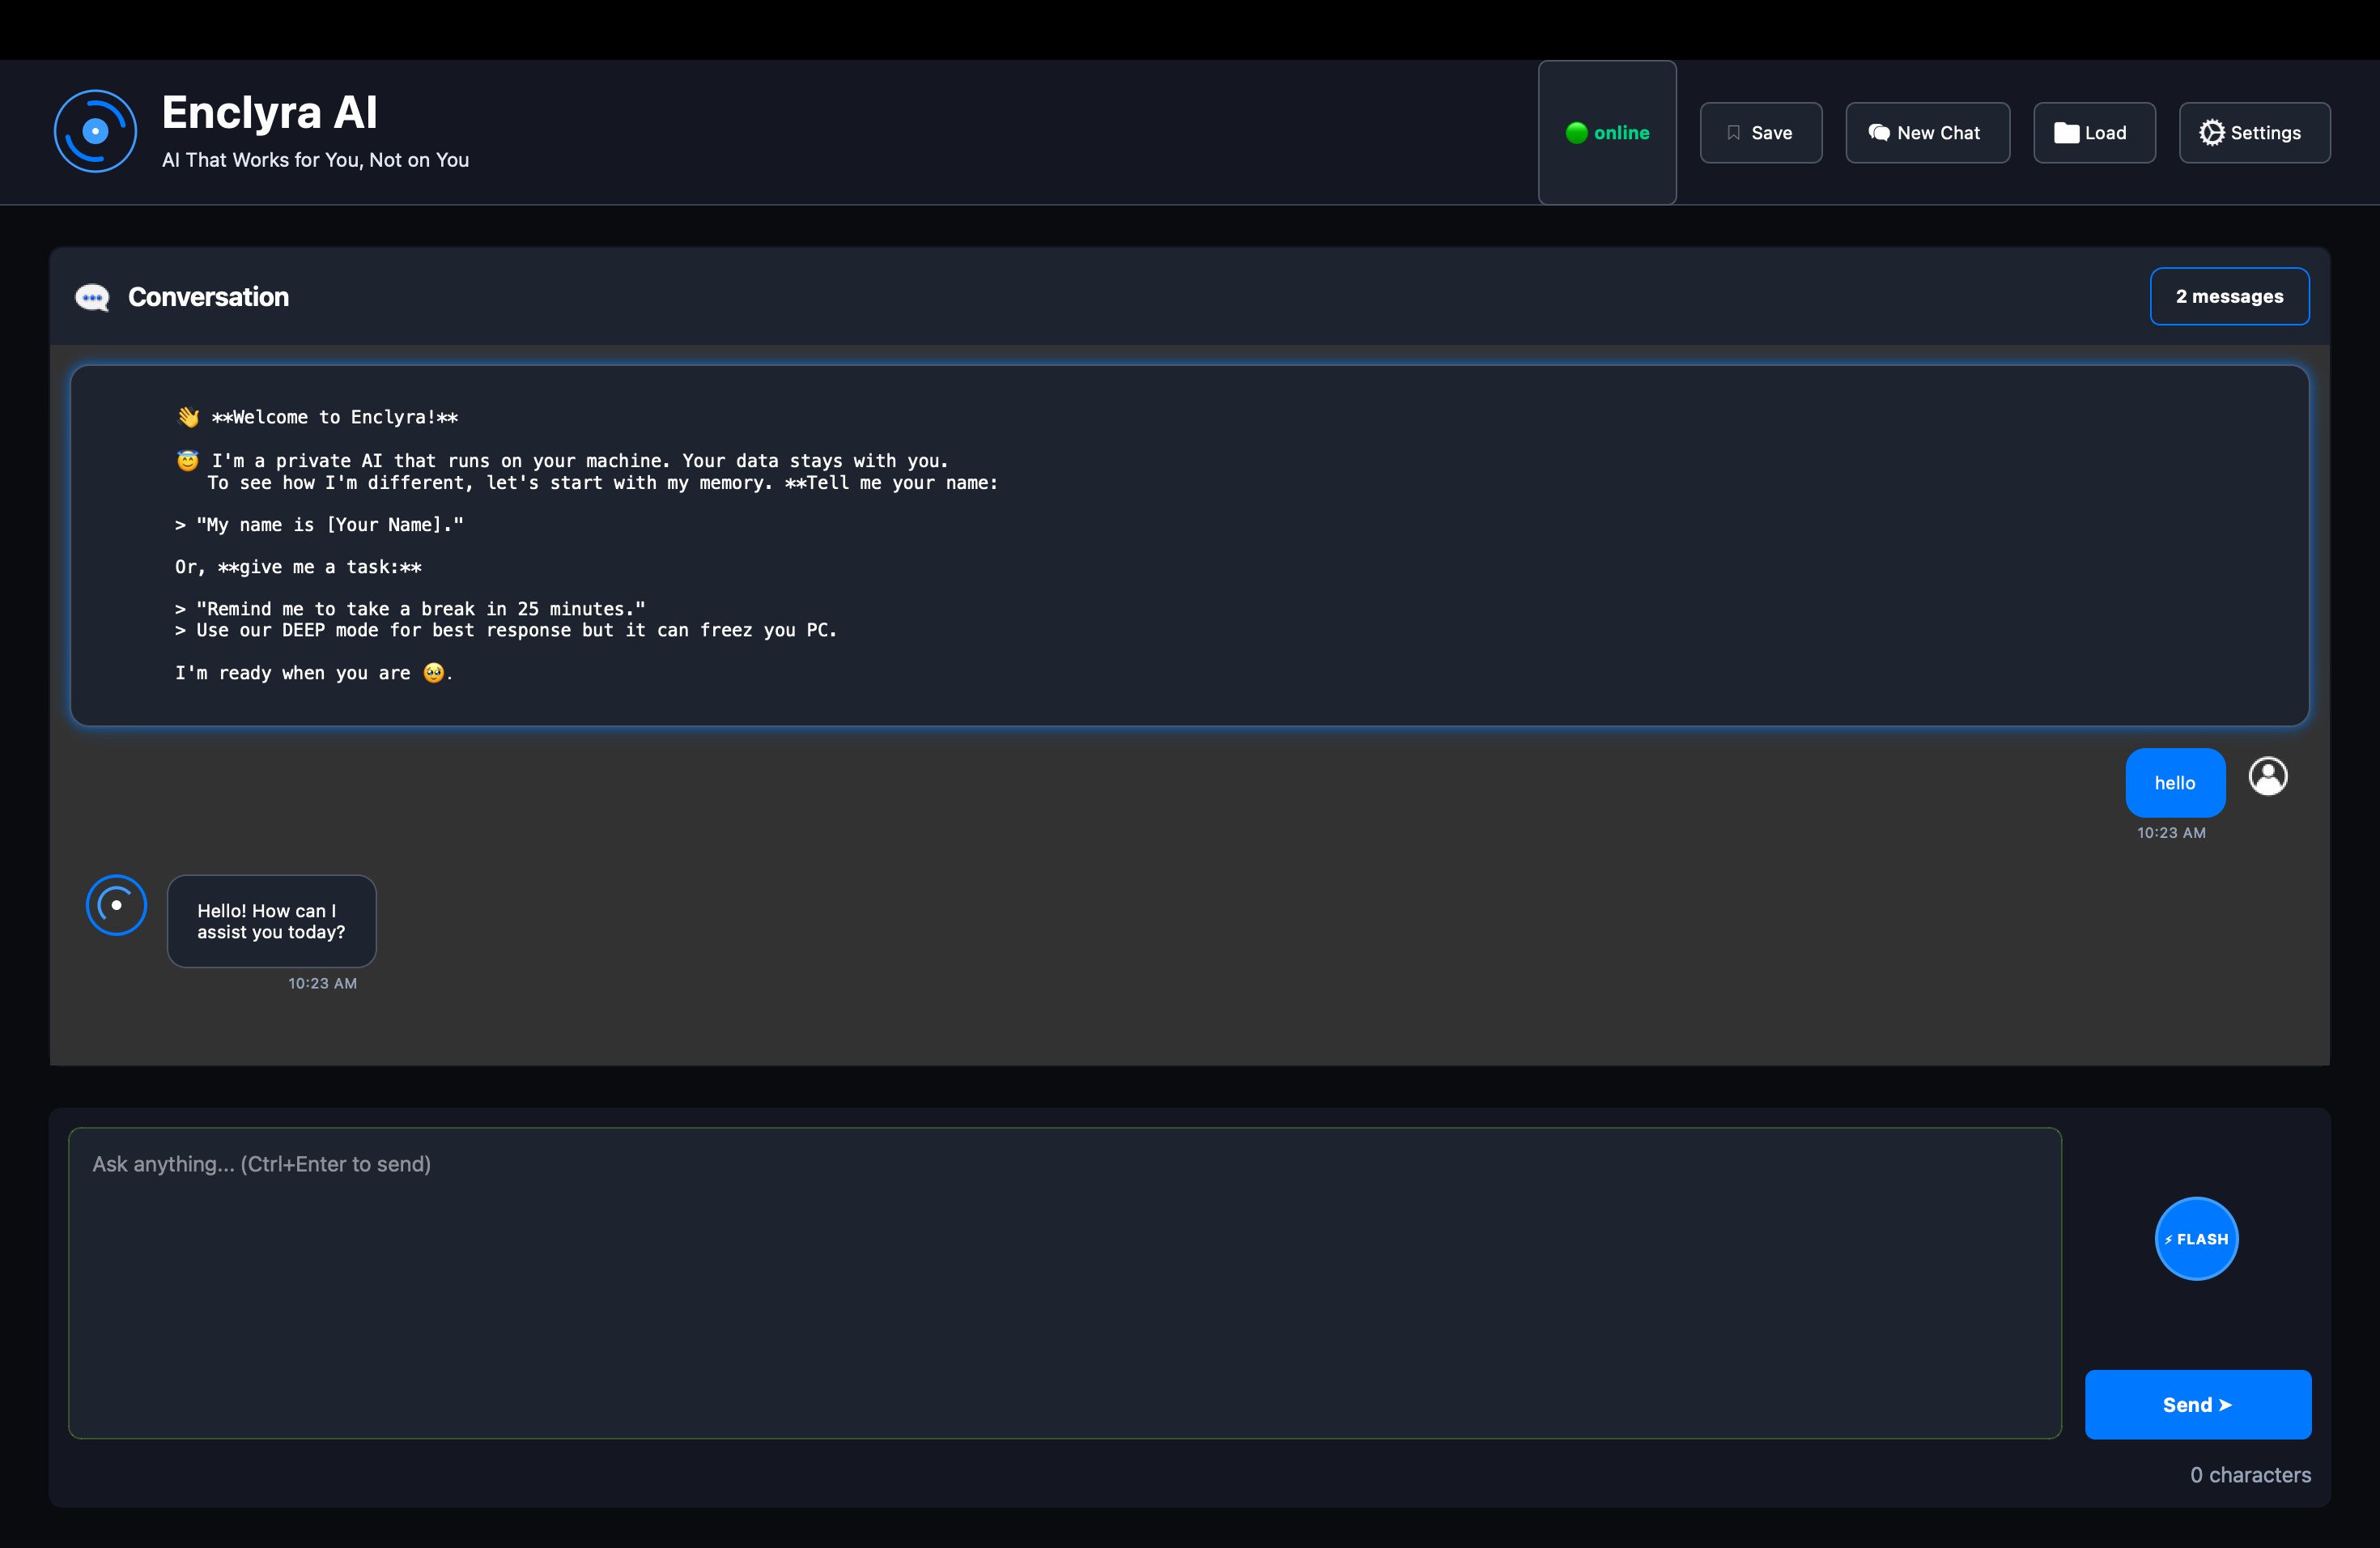 Enclyra AI
AI That Works for You, Not on You
🟢 online
Save
New Chat
Load
Settings
Conversation
2 messages
👋 **Welcome to Enclyra!**
😇 I'm a private AI that runs on your machine. Your data stays with you.
To see how I'm different, let's start with my memory. **Tell me your name:
> "My name is [Your Name]."
Or, **give me a task:**
> "Remind me to take a break in 25 minutes."
> Use our DEEP mode for best response but it can freez you PC.
I'm ready when you are 🥹.
hello
10:23 AM
Hello! How can I
assist you today?
10:23 AM
Ask anything... (Ctrl+Enter to send)
⚡ FLASH
Send ➤
0 characters